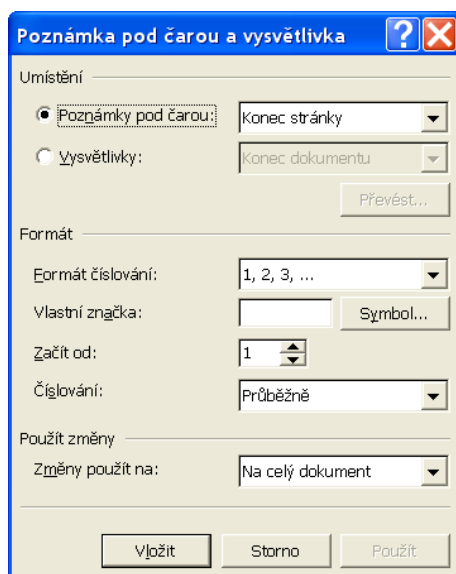 Poznámka pod čarou a vysvětlivka
Umístění
Poznámky pod čarou: Konec stránky
Vysvětlivky: Konec dokumentu
Převést...
Formát
Formát číslování: 1, 2, 3, ...
Vlastní značka: Symbol...
Začít od: 1
Číslování: Průběžně
Použít změny
Změny použít na: Na celý dokument
Vložit Storno Použít